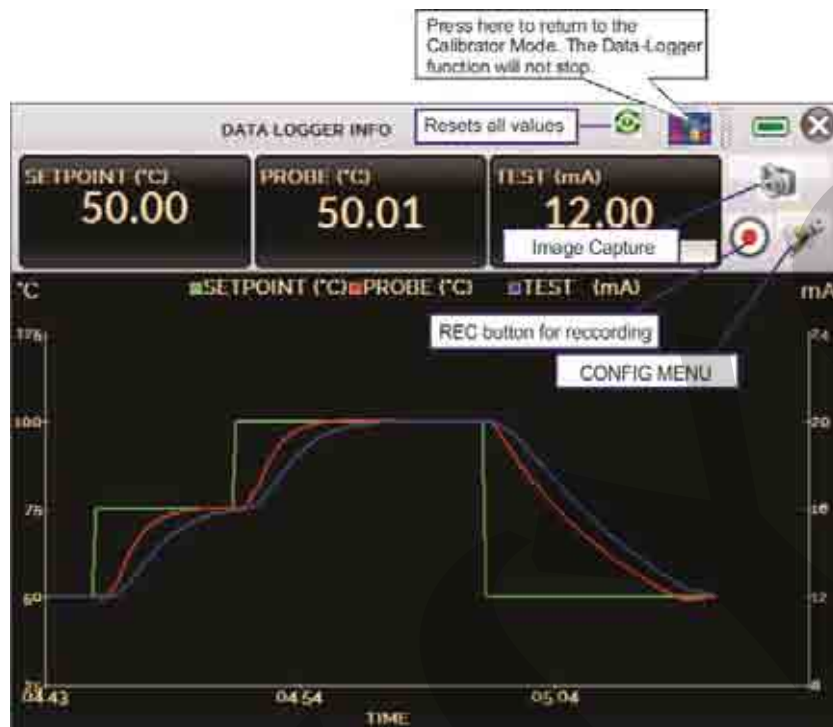 Press here to return to the
Calibrator Mode. The Data-Logger
function will not stop.
DATA LOGGER INFO
Resets all values
SETPOINT (°C)
50.00
PROBE (°C)
50.01
TEST (mA)
12.00
Image Capture
°C
SETPOINT (°C) PROBE (°C) TEST (mA)
mA
REC button for reccording
CONFIG MENU
24
100
20
75
16
12
8
04:43
04:54
05:04
TIME